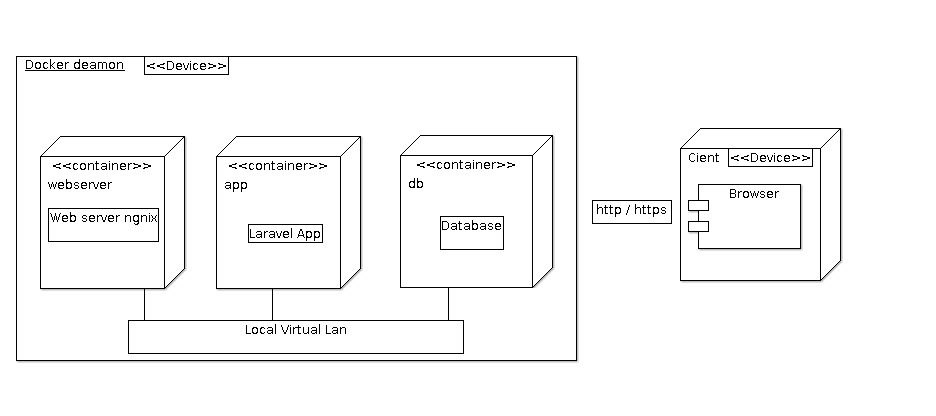 Docker deamon
<<Device>>
<<container>>
webserver
Web server ngnix
<<container>>
app
Laravel App
<<container>>
db
Database
Local Virtual Lan
http / https
Cient
<<Device>>
Browser